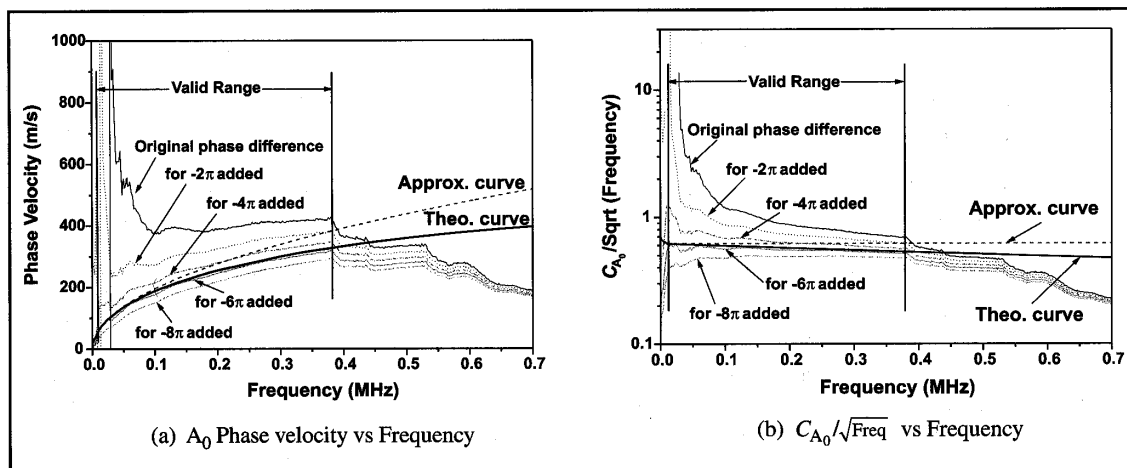 1000
800
600
400
200
0
0.0 0.1 0.2 0.3 0.4 0.5 0.6 0.7
Phase Velocity (m/s)
Frequency (MHz)
Valid Range
Original phase difference
for -2π added
for -4π added
Approx. curve
Theo. curve
for -6π added
for -8π added
(a) A₀ Phase velocity vs Frequency
10
1
0.1
0.0 0.1 0.2 0.3 0.4 0.5 0.6 0.7
C_A₀/Sqrt (Frequency)
Frequency (MHz)
Valid Range
Original phase difference
for -2π added
for -4π added
Approx. curve
for -6π added
for -8π added
Theo. curve
(b) C_A₀/√Freq vs Frequency